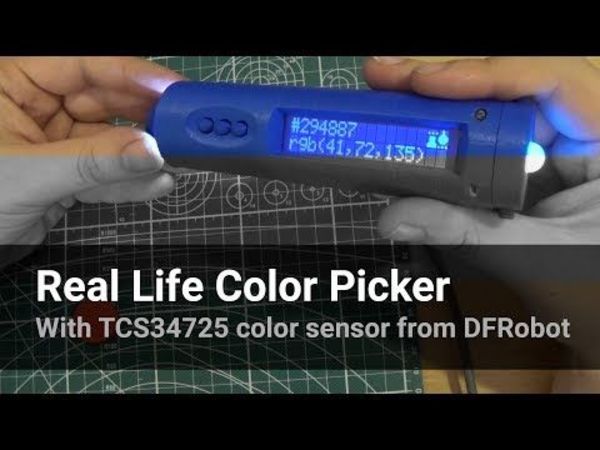 #294887
rgb(41,72,135)
Real Life Color Picker
With TCS34725 color sensor from DFRobot